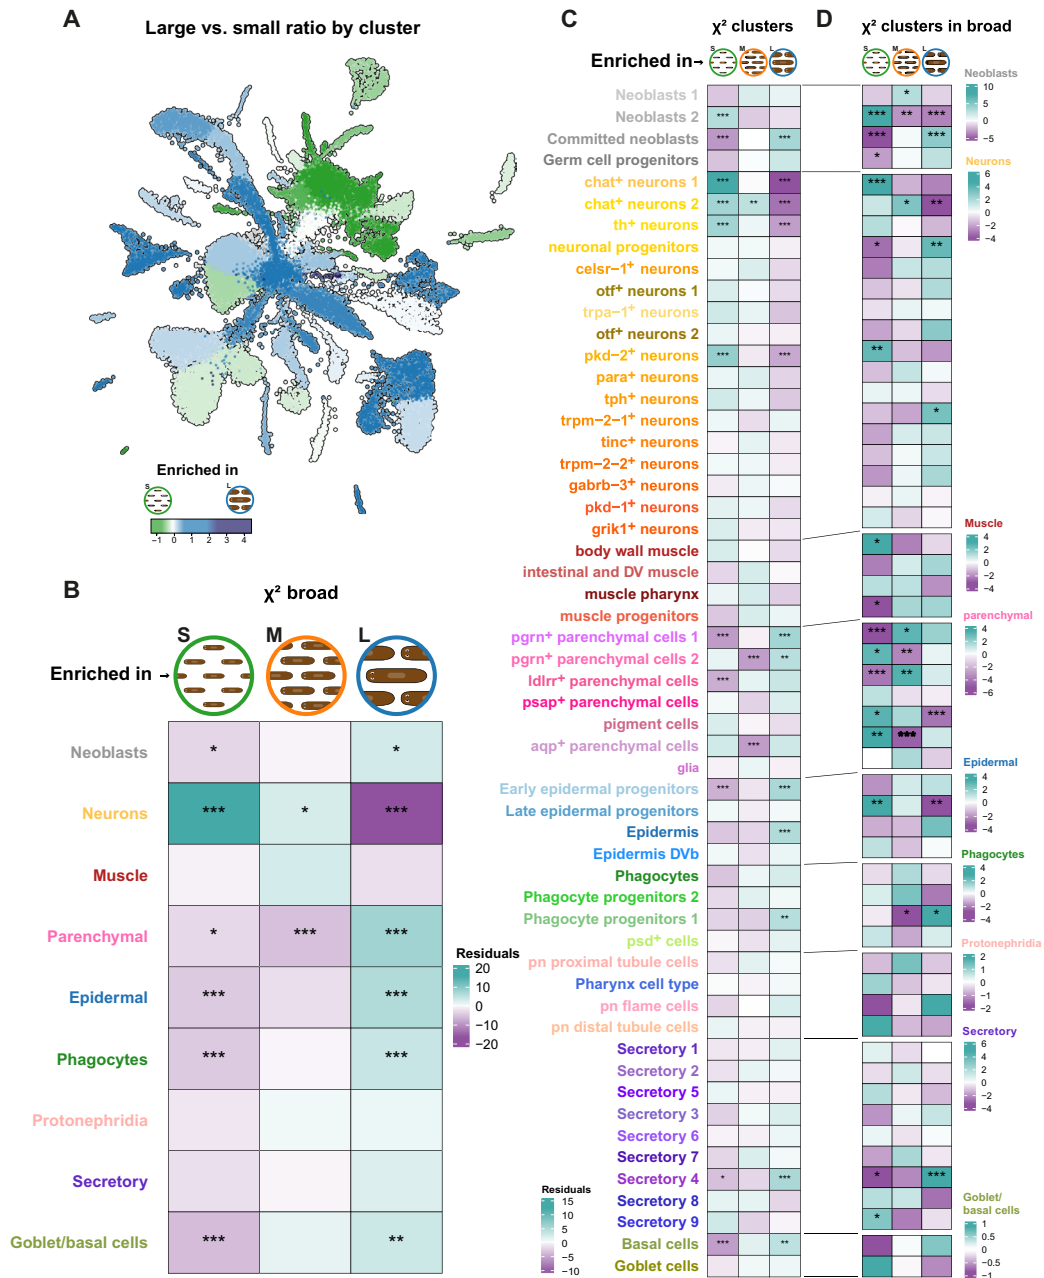 A
Large vs. small ratio by cluster
Enriched in
S
L
−1 0 1 2 3 4
B
χ² broad
Enriched in →
S
M
L
Neoblasts
* *
Neurons
*** * ***
Muscle
Parenchymal
* *** ***
Epidermal
*** ***
Phagocytes
*** ***
Protonephridia
Secretory
Goblet/basal cells
*** **
Residuals
20
10
0
−10
−20
C
χ² clusters
Enriched in→
S
M
L
Neoblasts 1
Neoblasts 2
***
Committed neoblasts
*** ***
Germ cell progenitors
chat+ neurons 1
*** ***
chat+ neurons 2
*** ** ***
th+ neurons
*** ***
neuronal progenitors
celsr−1+ neurons
otf+ neurons 1
trpa−1+ neurons
otf+ neurons 2
pkd−2+ neurons
*** ***
para+ neurons
tph+ neurons
trpm−2−1+ neurons
tinc+ neurons
trpm−2−2+ neurons
gabrb−3+ neurons
pkd−1+ neurons
grik1+ neurons
body wall muscle
intestinal and DV muscle
muscle pharynx
muscle progenitors
pgrn+ parenchymal cells 1
*** ***
pgrn+ parenchymal cells 2
*** **
ldlrr+ parenchymal cells
***
psap+ parenchymal cells
pigment cells
aqp+ parenchymal cells
***
glia
Early epidermal progenitors
*** ***
Late epidermal progenitors
Epidermis
***
Epidermis DVb
Phagocytes
Phagocyte progenitors 2
Phagocyte progenitors 1
**
psd+ cells
pn proximal tubule cells
Pharynx cell type
pn flame cells
pn distal tubule cells
Secretory 1
Secretory 2
Secretory 5
Secretory 3
Secretory 6
Secretory 7
Secretory 4
* ***
Secretory 8
Secretory 9
Basal cells
*** **
Goblet cells
Residuals
15
10
5
0
−5
−10
D
χ² clusters in broad
S
M
L
*
*** ** ***
*** ***
*
***
* **
* **
**
*
*
*
*** *
* **
*** **
* ***
** ***
** **
* *
* ***
*
Neoblasts
10
5
0
−5
Neurons
6
4
2
0
−2
−4
Muscle
4
2
0
−2
−4
parenchymal
4
2
0
−2
−4
−6
Epidermal
4
2
0
−2
−4
Phagocytes
4
2
0
−2
−4
Protonephridia
2
1
0
−1
−2
Secretory
6
4
2
0
−2
−4
Goblet/
basal cells
1
0.5
0
−0.5
−1